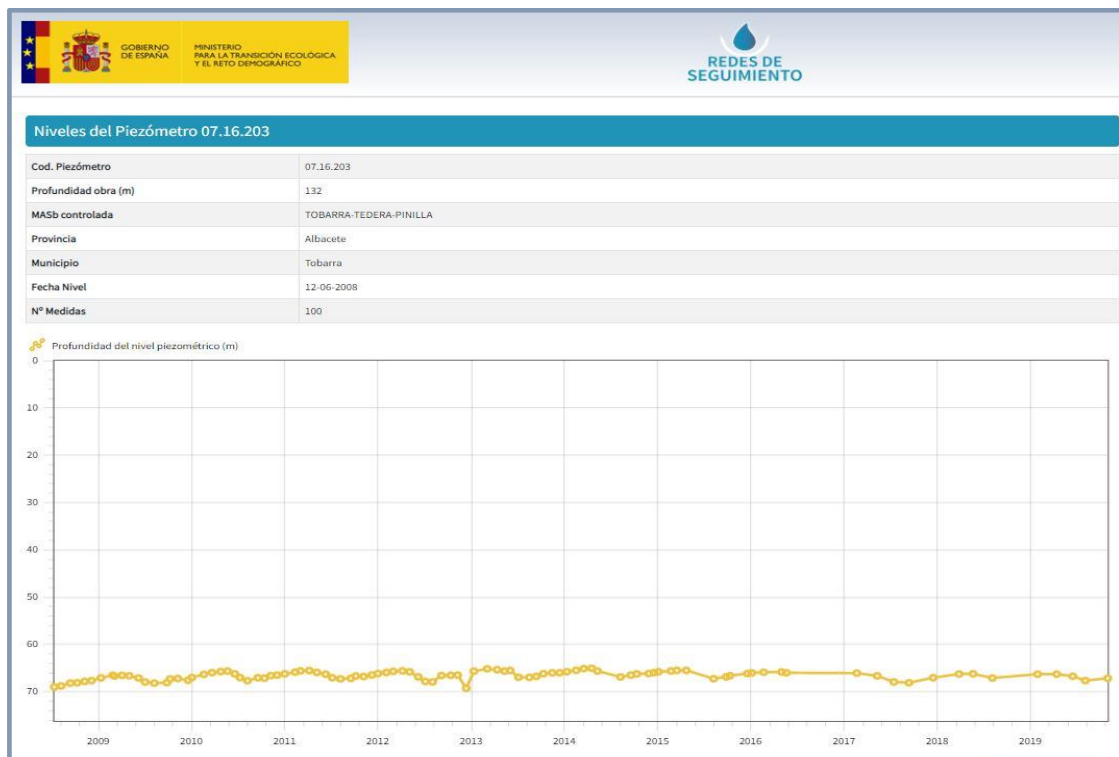 GOBIERNO
DE ESPAÑA
MINISTERIO
PARA LA TRANSICIÓN ECOLÓGICA
Y EL RETO DEMOGRÁFICO
REDES DE
SEGUIMIENTO
Niveles del Piezómetro 07.16.203
Cod. Piezómetro 07.16.203
Profundidad obra (m) 132
MASb controlada TOBARRA-TEDERA-PINILLA
Provincia Albacete
Municipio Tobarra
Fecha Nivel 12-06-2008
Nº Medidas 100
Profundidad del nivel piezométrico (m)
0
10
20
30
40
50
60
70
2009 2010 2011 2012 2013 2014 2015 2016 2017 2018 2019